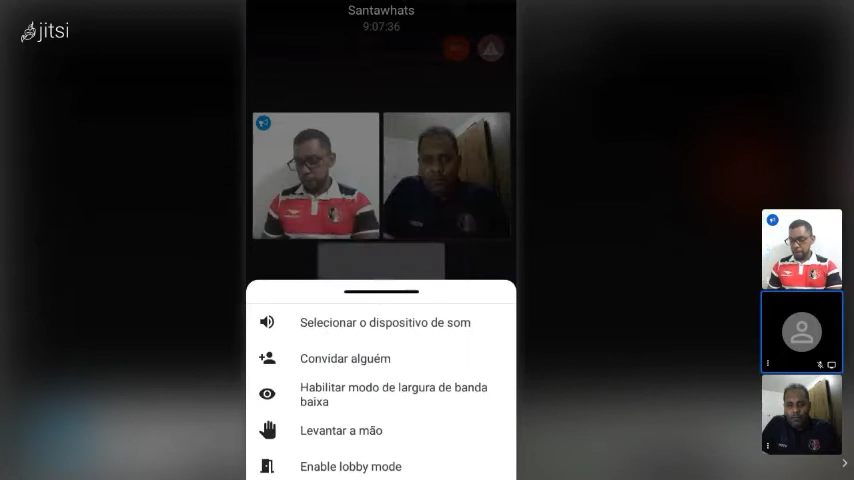 jitsi
Santawhats
9:07:36
Selecionar o dispositivo de som
Convidar alguém
Habilitar modo de largura de banda
baixa
Levantar a mão
Enable lobby mode